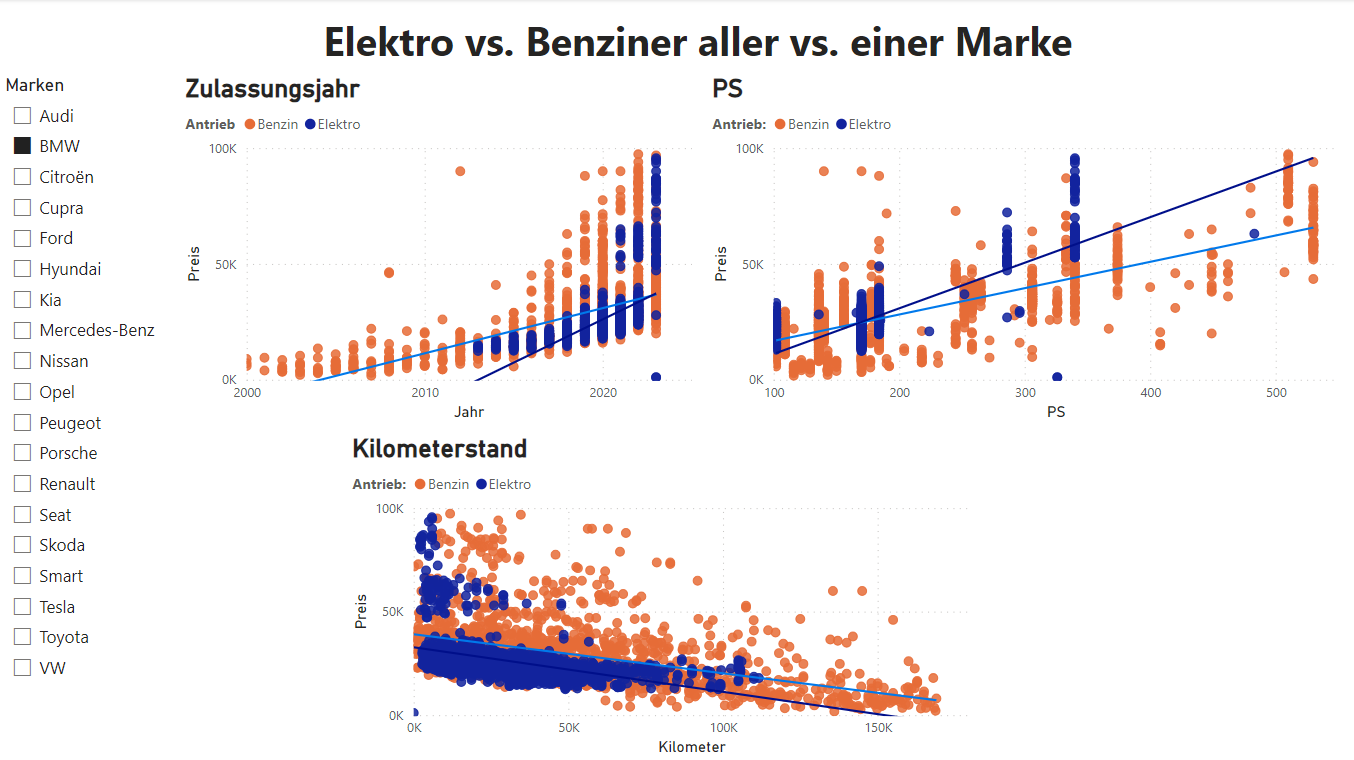 Elektro vs. Benziner aller vs. einer Marke
Marken
Audi
BMW
Citroën
Cupra
Ford
Hyundai
Kia
Mercedes-Benz
Nissan
Opel
Peugeot
Porsche
Renault
Seat
Skoda
Smart
Tesla
Toyota
VW
Zulassungsjahr
Antrieb Benzin Elektro
Preis
100K
50K
0K
2000 2010 2020
Jahr
PS
Antrieb: Benzin Elektro
Preis
100K
50K
0K
100 200 300 400 500
PS
Kilometerstand
Antrieb: Benzin Elektro
Preis
100K
50K
0K
0K 50K 100K 150K
Kilometer